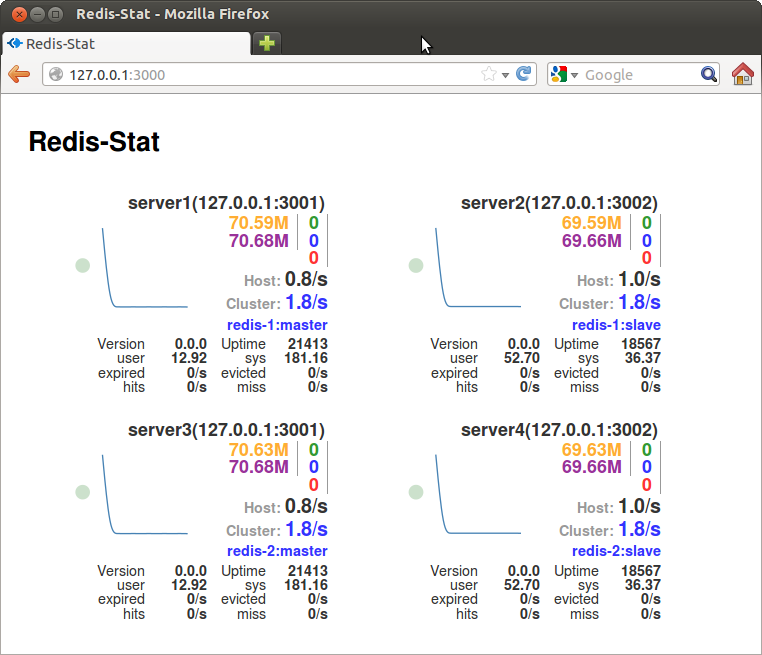 Redis-Stat - Mozilla Firefox
Redis-Stat
127.0.0.1:3000
Google
Redis-Stat
server1(127.0.0.1:3001)
70.59M 0
70.68M 0
0
Host: 0.8/s
Cluster: 1.8/s
redis-1:master
Version 0.0.0 Uptime 21413
user 12.92 sys 181.16
expired 0/s evicted 0/s
hits 0/s miss 0/s
server2(127.0.0.1:3002)
69.59M 0
69.66M 0
0
Host: 1.0/s
Cluster: 1.8/s
redis-1:slave
Version 0.0.0 Uptime 18567
user 52.70 sys 36.37
expired 0/s evicted 0/s
hits 0/s miss 0/s
server3(127.0.0.1:3001)
70.63M 0
70.68M 0
0
Host: 0.8/s
Cluster: 1.8/s
redis-2:master
Version 0.0.0 Uptime 21413
user 12.92 sys 181.16
expired 0/s evicted 0/s
hits 0/s miss 0/s
server4(127.0.0.1:3002)
69.63M 0
69.66M 0
0
Host: 1.0/s
Cluster: 1.8/s
redis-2:slave
Version 0.0.0 Uptime 18567
user 52.70 sys 36.37
expired 0/s evicted 0/s
hits 0/s miss 0/s